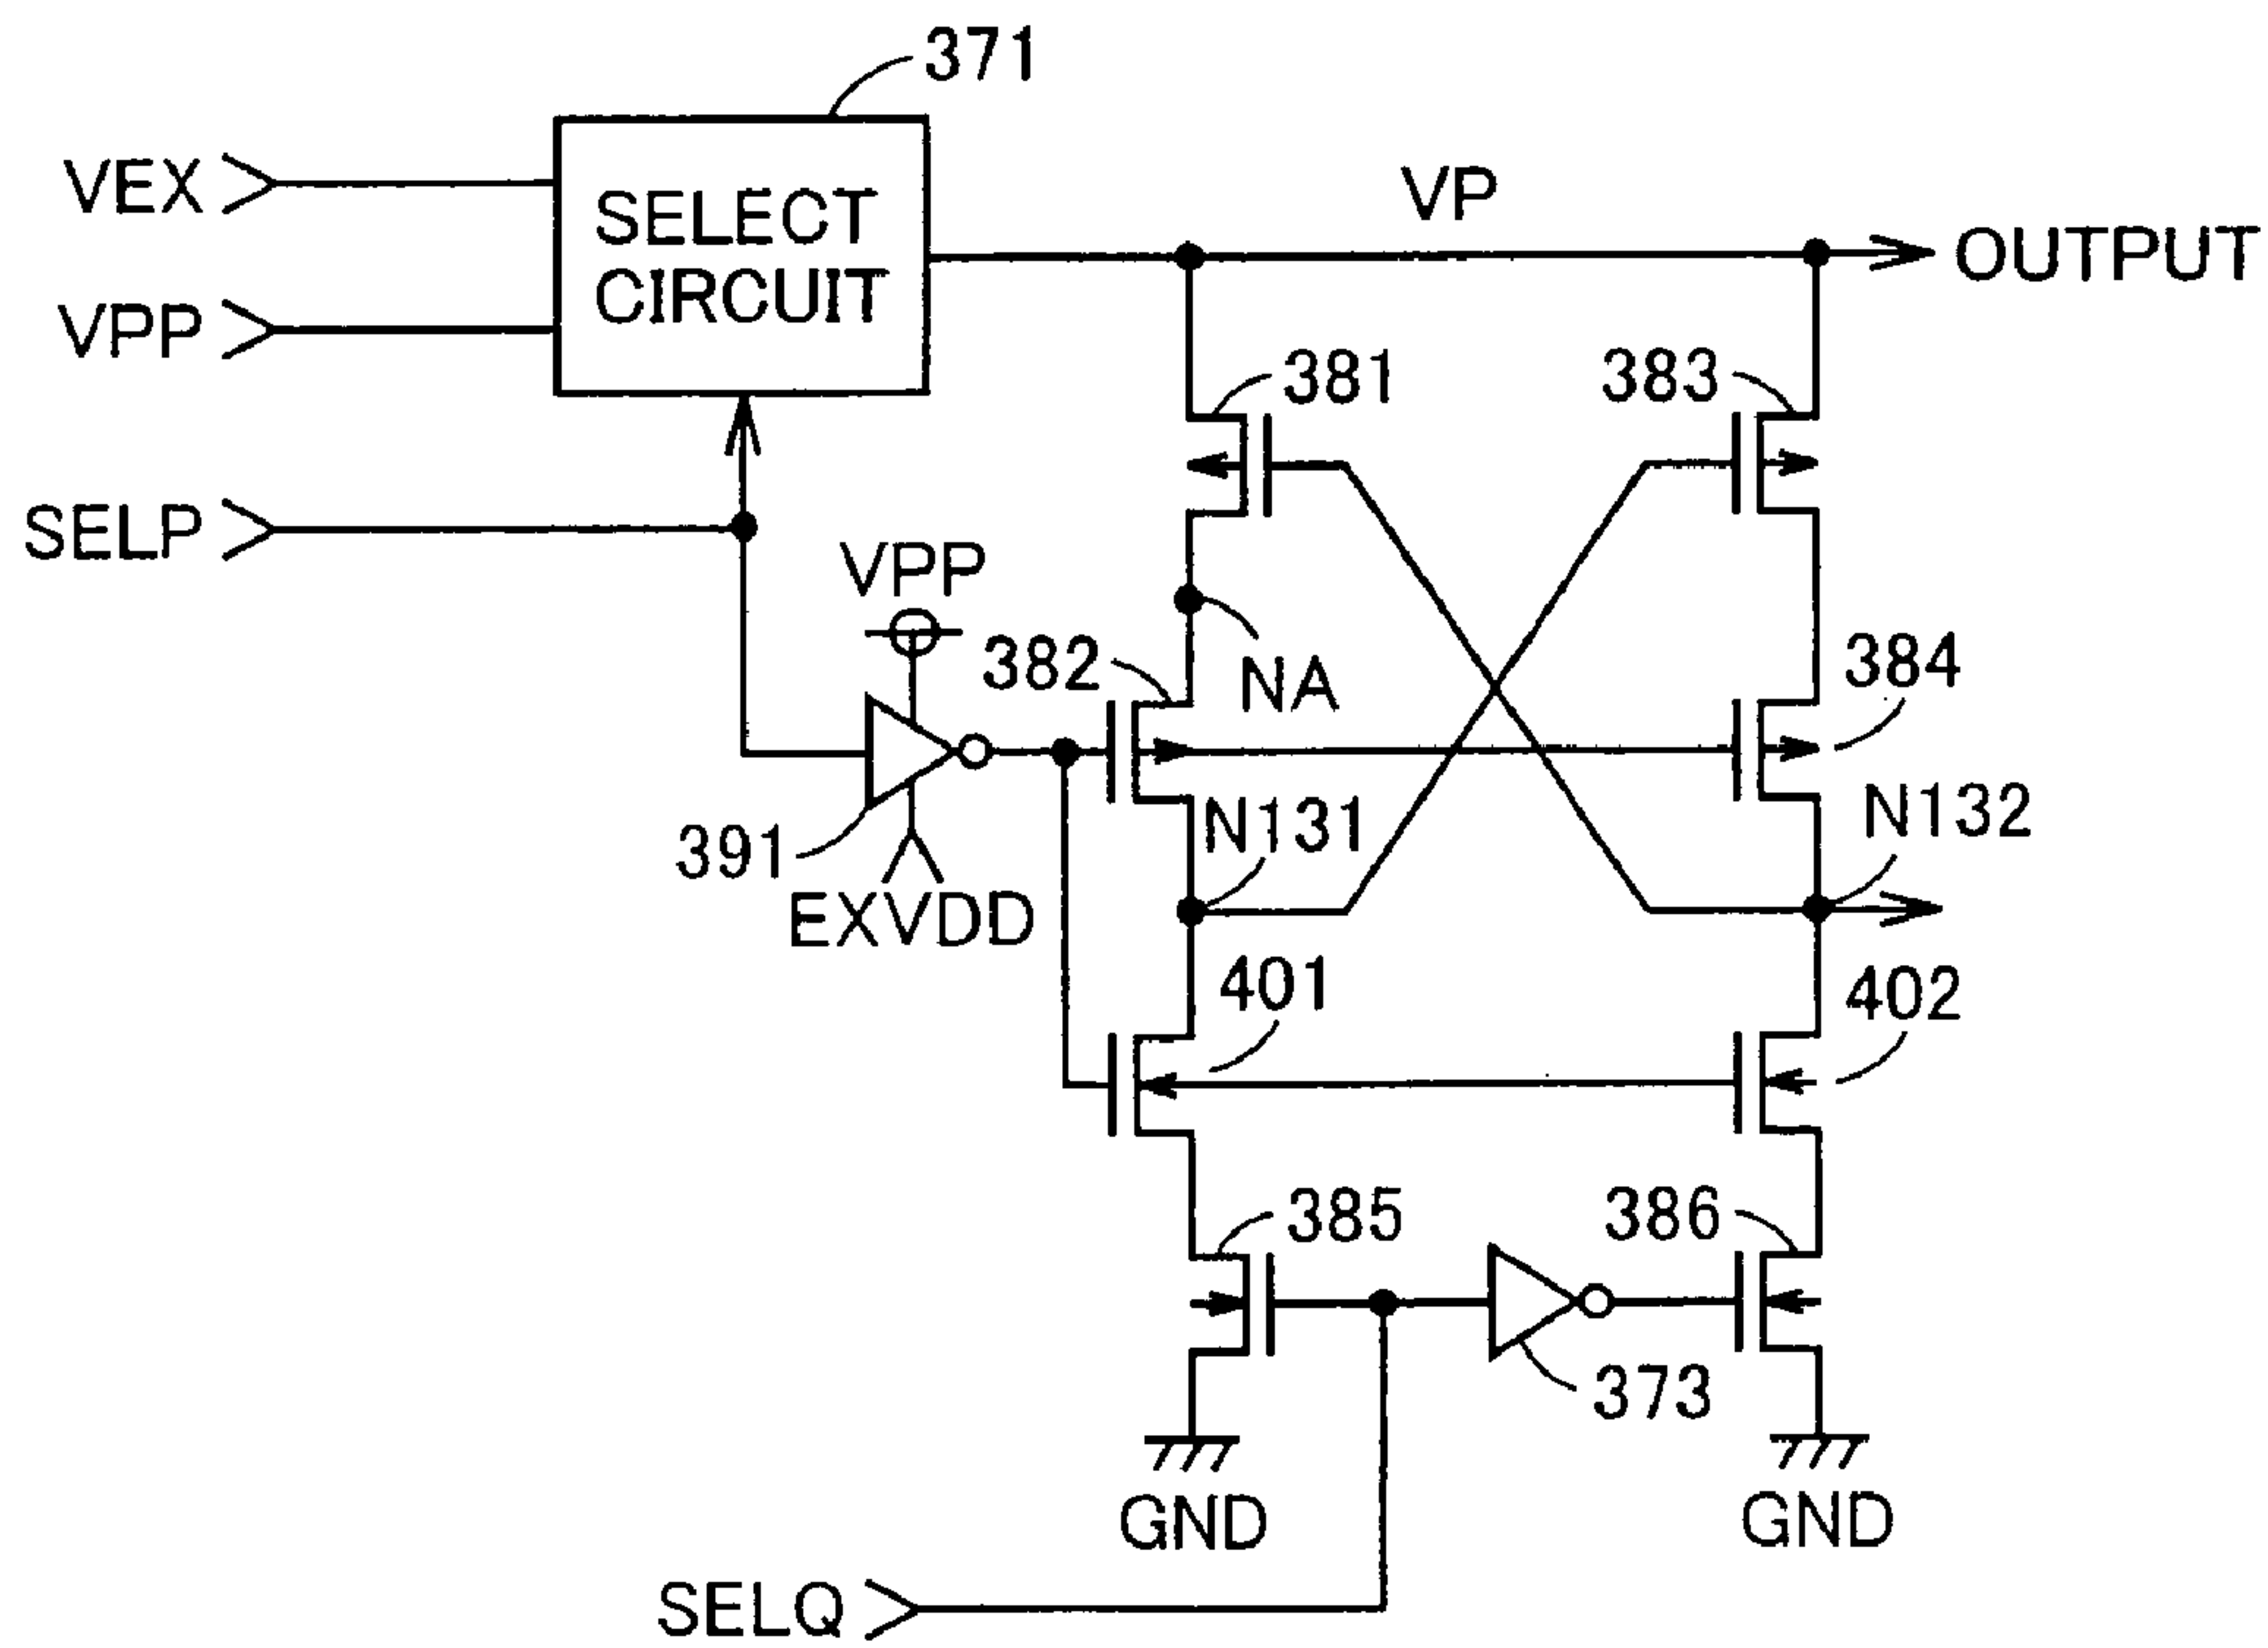 371
VEX
SELECT
CIRCUIT
VP
OUTPUT
VPP
381
383
SELP
VPP
382
NA
384
391
N131
N132
EXVDD
401
402
385
386
373
GND
GND
SELQ